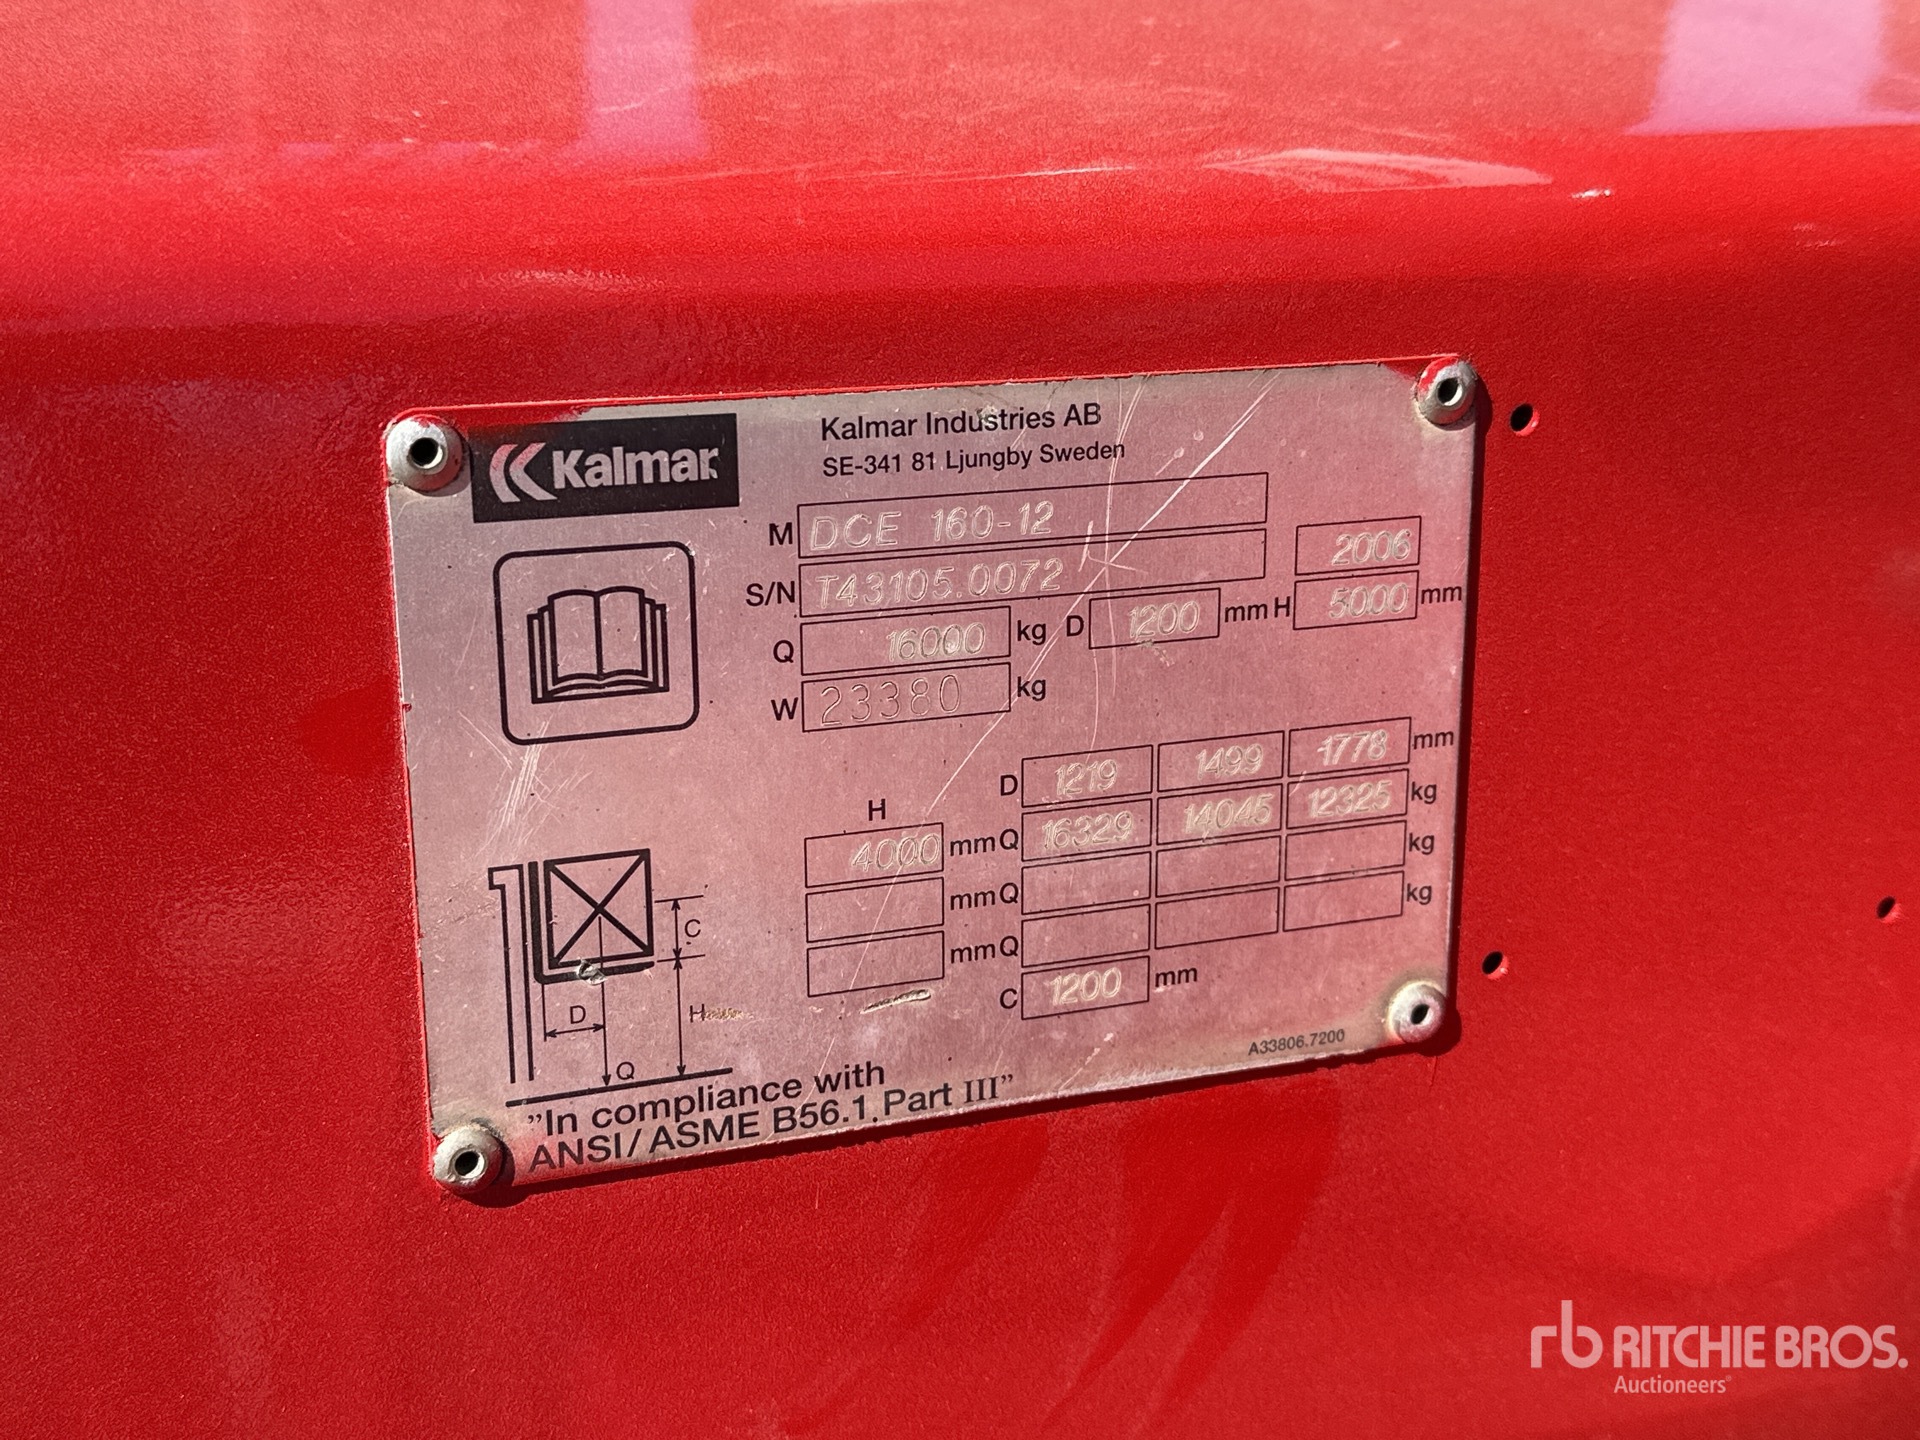 Kalmar
Kalmar Industries AB
SE-341 81 Ljungby Sweden
M DCE 160-12
2006
S/N T43105.0072
Q 16000 kg D 1200 mm H 5000 mm
W 23380 kg
D 1219 1499 1778 mm
H
4000 mm Q 16329 14045 12325 kg
mm Q kg
mm Q kg
C 1200 mm
C
D
H
Q
A33806.7200
"In compliance with
ANSI/ASME B56.1. Part III"
rb RITCHIE BROS.
Auctioneers